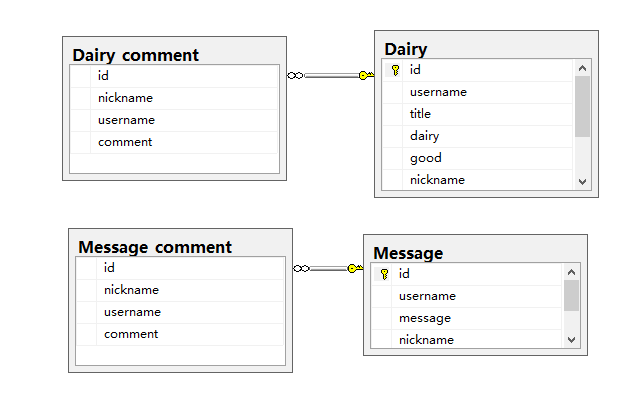 Dairy comment
id
nickname
username
comment
Dairy
id
username
title
dairy
good
nickname
Message comment
id
nickname
username
comment
Message
id
username
message
nickname